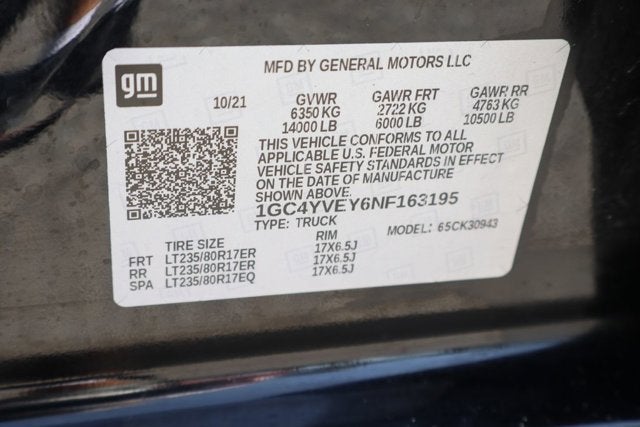 gm
MFD BY GENERAL MOTORS LLC
10/21
GVWR GAWR FRT GAWR RR
6350 KG 2722 KG 4763 KG
14000 LB 6000 LB 10500 LB
THIS VEHICLE CONFORMS TO ALL
APPLICABLE U.S. FEDERAL MOTOR
VEHICLE SAFETY STANDARDS IN EFFECT
ON THE DATE OF MANUFACTURE
SHOWN ABOVE.
1GC4YVEY6NF163195
TYPE: TRUCK MODEL: 65CK30943
TIRE SIZE RIM
FRT LT235/80R17ER 17X6.5J
RR LT235/80R17ER 17X6.5J
SPA LT235/80R17EQ 17X6.5J